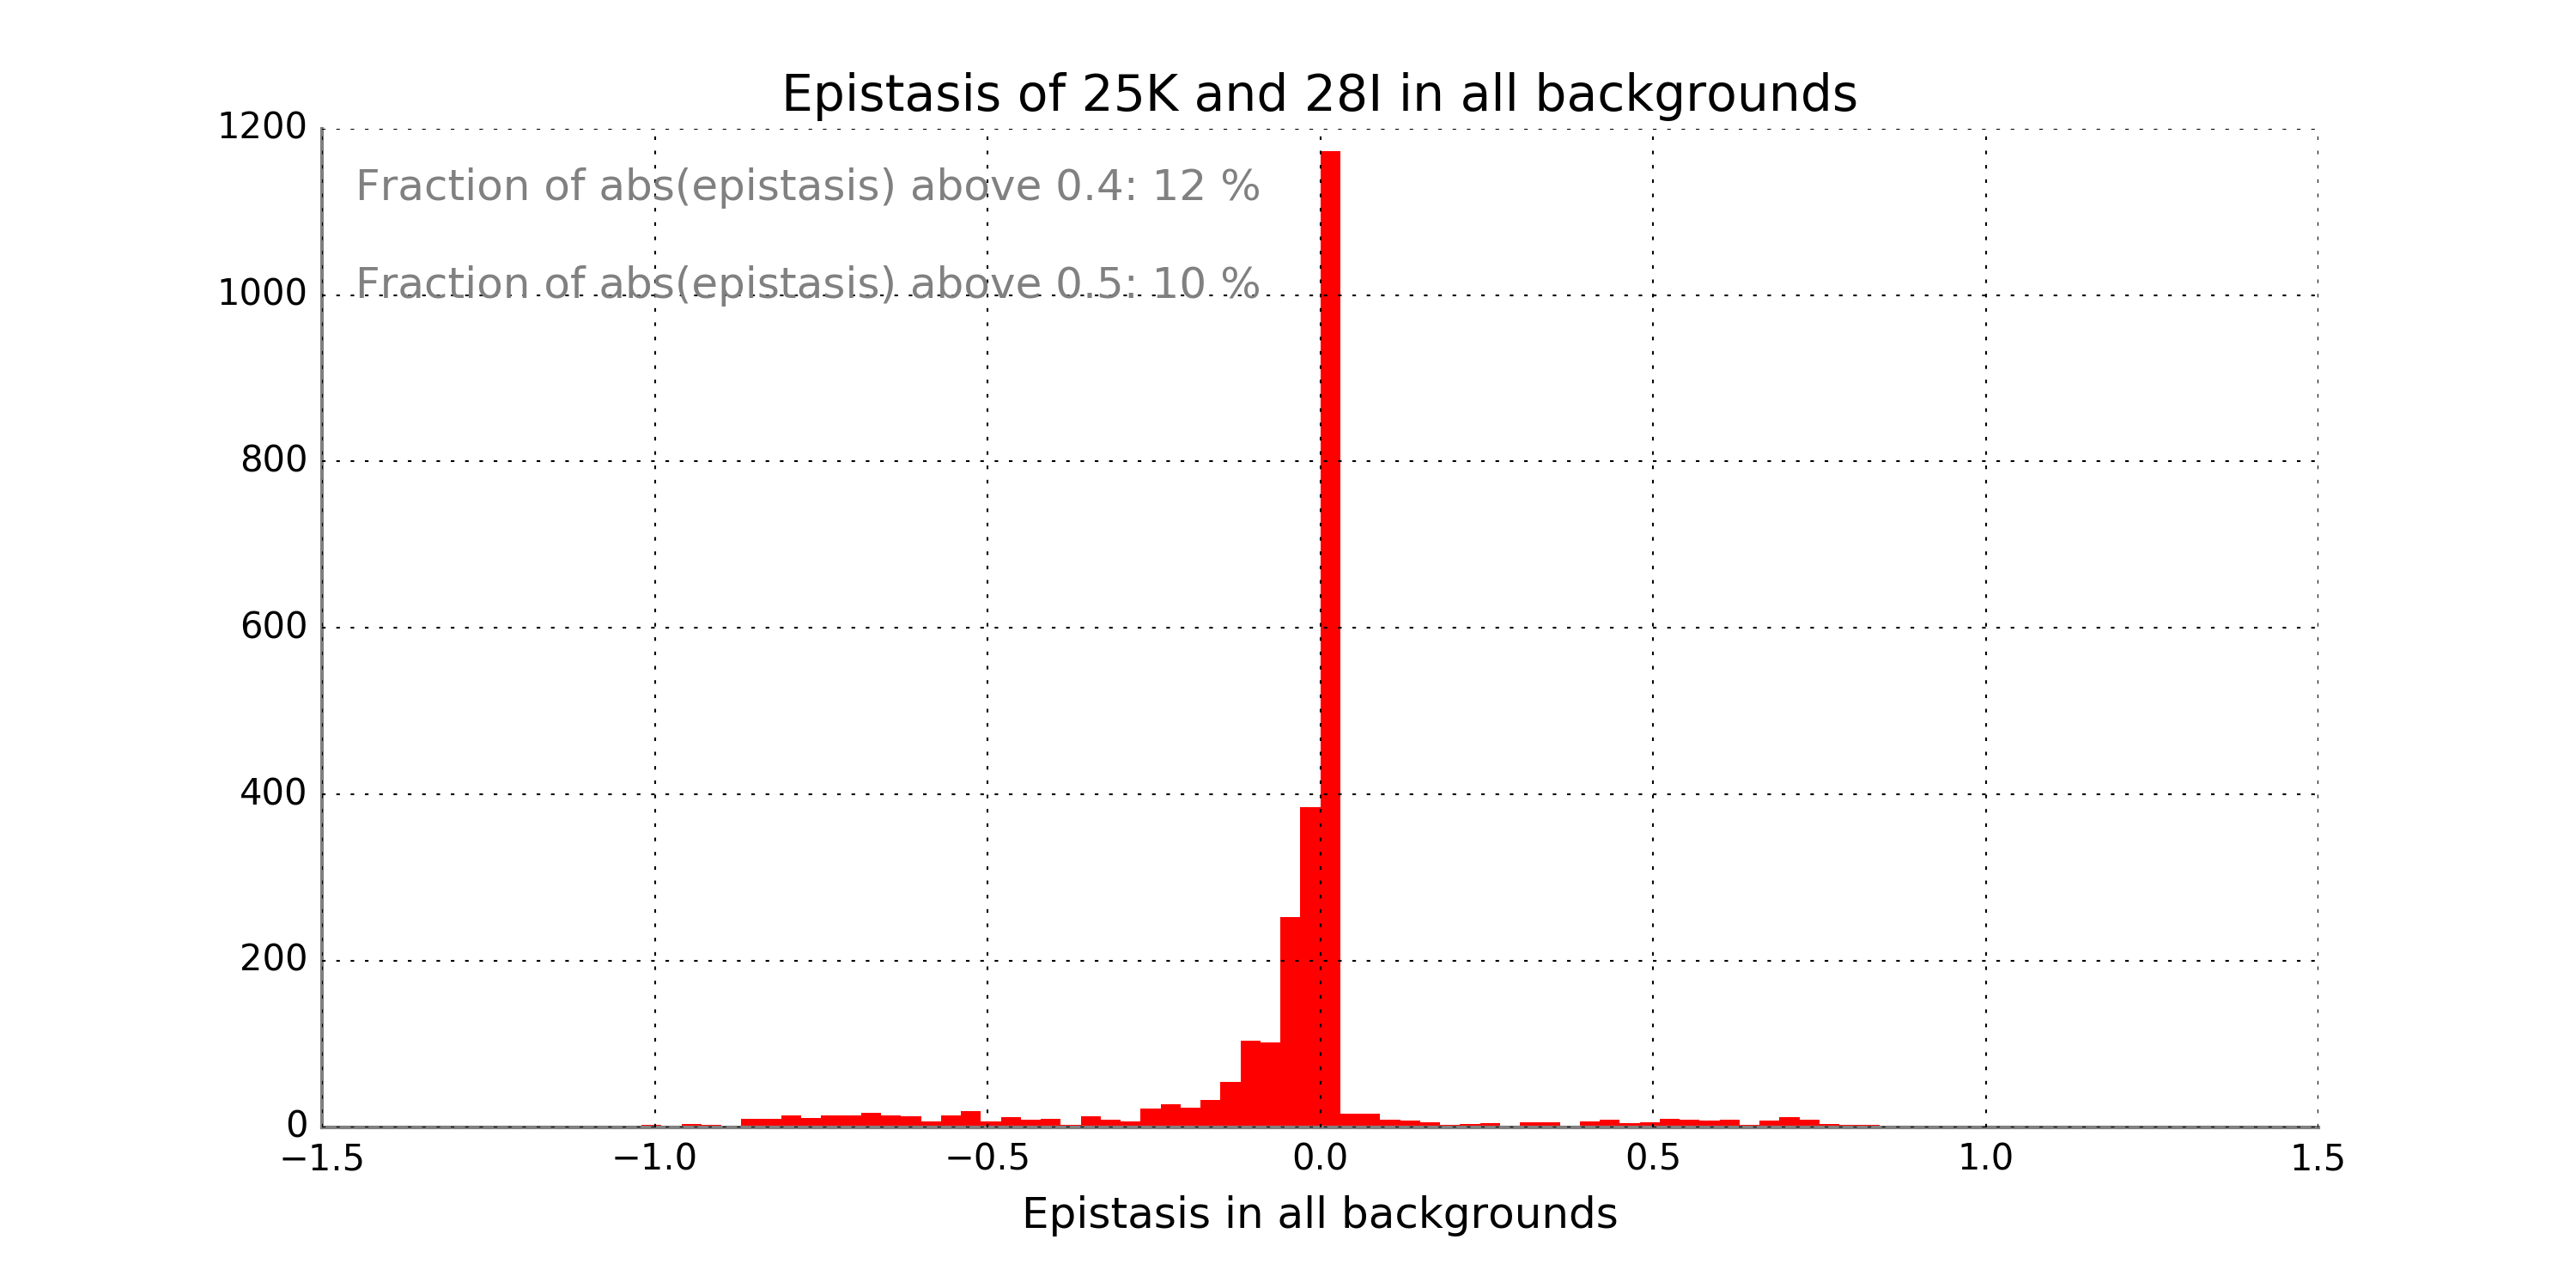 Epistasis of 25K and 28I in all backgrounds
1200
Fraction of abs(epistasis) above 0.4: 12 %
Fraction of abs(epistasis) above 0.5: 10 %
1000
800
600
400
200
0
−1.5 −1.0 −0.5 0.0 0.5 1.0 1.5
Epistasis in all backgrounds